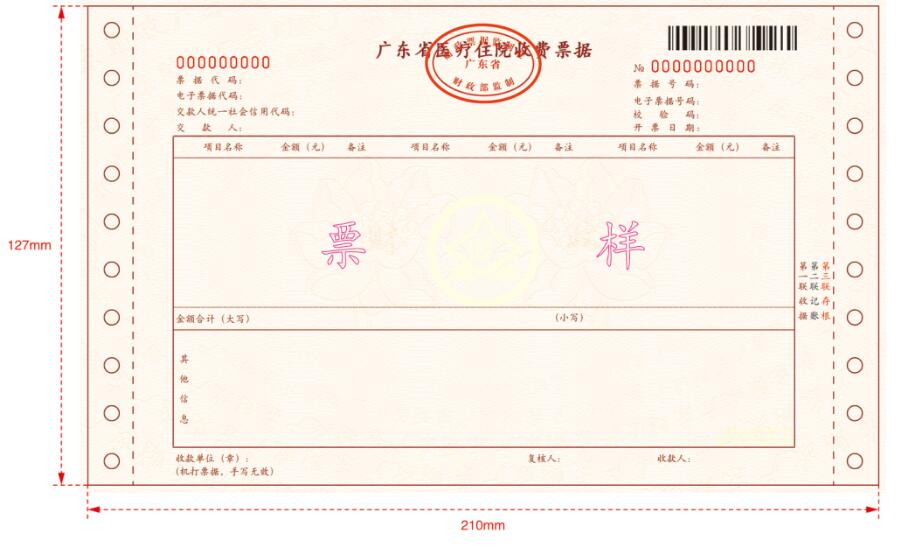 广东省医疗住院收费票据
财政票据监制章
广东省
财政部监制
000000000
№ 0000000000
票据代码：
票据号码：
电子票据代码：
电子票据号码：
交款人统一社会信用代码：
校验码：
交款人：
开票日期：
项目名称 金额（元） 备注 项目名称 金额（元） 备注 项目名称 金额（元） 备注
票样
第一联收据
第二联记账
第三联存根
金额合计（大写） （小写）
其他信息
收款单位（章）： 复核人： 收款人：
（机打票据，手写无效）
127mm
210mm